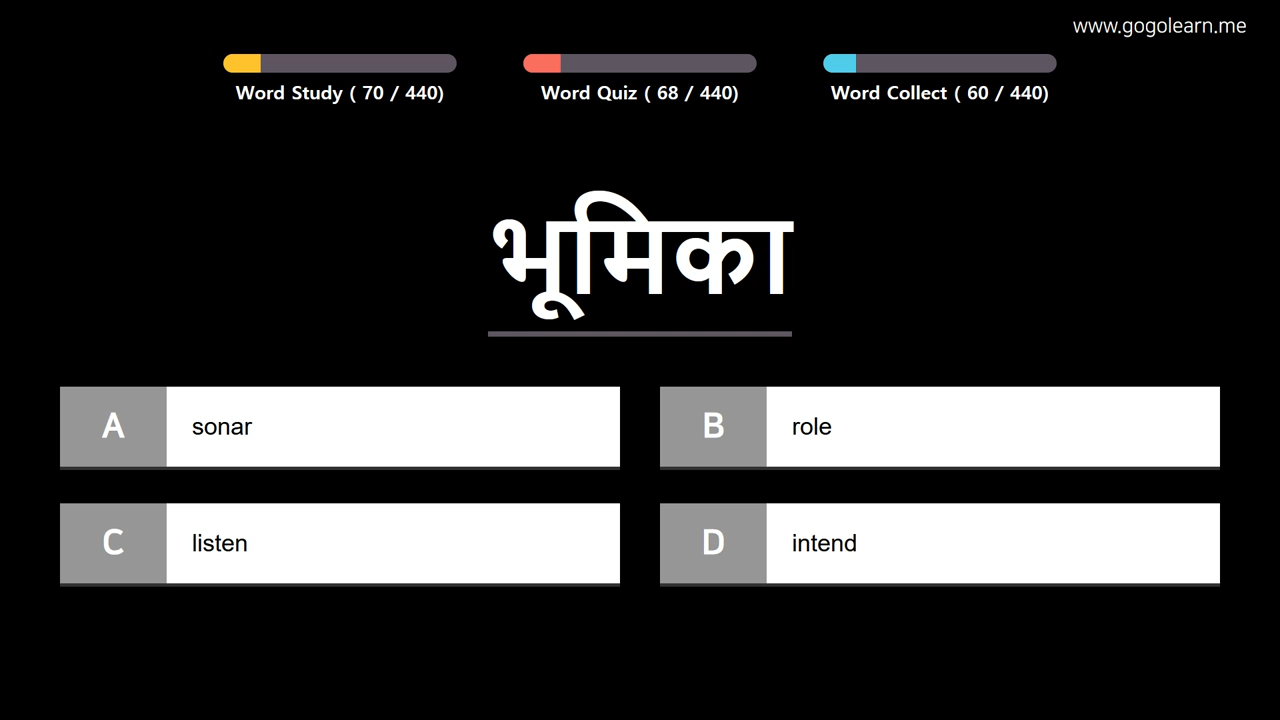 www.gogolearn.me
Word Study ( 70 / 440)
Word Quiz ( 68 / 440)
Word Collect ( 60 / 440)
भूमिका
A sonar
B role
C listen
D intend